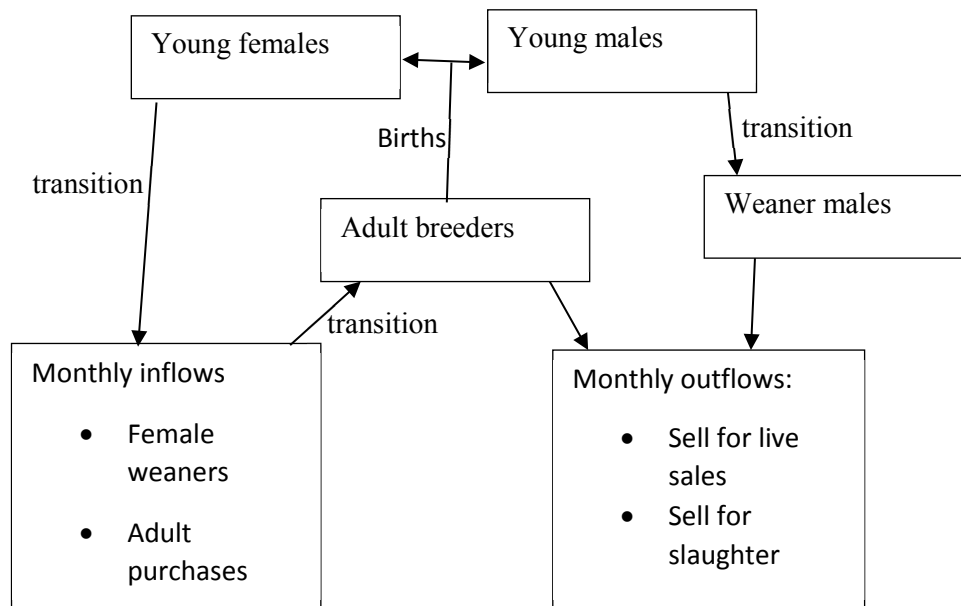 Young females
Young males
Births
transition
transition
Weaner males
Adult breeders
transition
Monthly inflows
• Female
weaners
• Adult
purchases
Monthly outflows:
• Sell for live
sales
• Sell for
slaughter